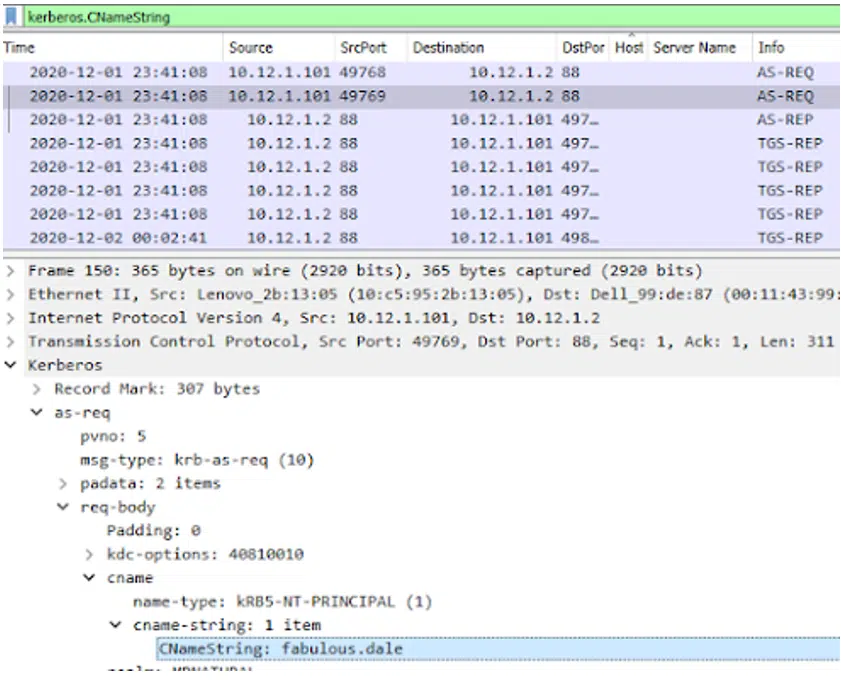 kerberos.CNameString
Time Source SrcPort Destination DstPor Host Server Name Info
2020-12-01 23:41:08 10.12.1.101 49768 10.12.1.2 88 AS-REQ
2020-12-01 23:41:08 10.12.1.101 49769 10.12.1.2 88 AS-REQ
2020-12-01 23:41:08 10.12.1.2 88 10.12.1.101 497… AS-REP
2020-12-01 23:41:08 10.12.1.2 88 10.12.1.101 497… TGS-REP
2020-12-01 23:41:08 10.12.1.2 88 10.12.1.101 497… TGS-REP
2020-12-01 23:41:08 10.12.1.2 88 10.12.1.101 497… TGS-REP
2020-12-01 23:41:08 10.12.1.2 88 10.12.1.101 497… TGS-REP
2020-12-02 00:02:41 10.12.1.2 88 10.12.1.101 498… TGS-REP
Frame 150: 365 bytes on wire (2920 bits), 365 bytes captured (2920 bits)
Ethernet II, Src: Lenovo_2b:13:05 (10:c5:95:2b:13:05), Dst: Dell_99:de:87 (00:11:43:99:
Internet Protocol Version 4, Src: 10.12.1.101, Dst: 10.12.1.2
Transmission Control Protocol, Src Port: 49769, Dst Port: 88, Seq: 1, Ack: 1, Len: 311
Kerberos
Record Mark: 307 bytes
as-req
pvno: 5
msg-type: krb-as-req (10)
padata: 2 items
req-body
Padding: 0
kdc-options: 40810010
cname
name-type: kRB5-NT-PRINCIPAL (1)
cname-string: 1 item
CNameString: fabulous.dale